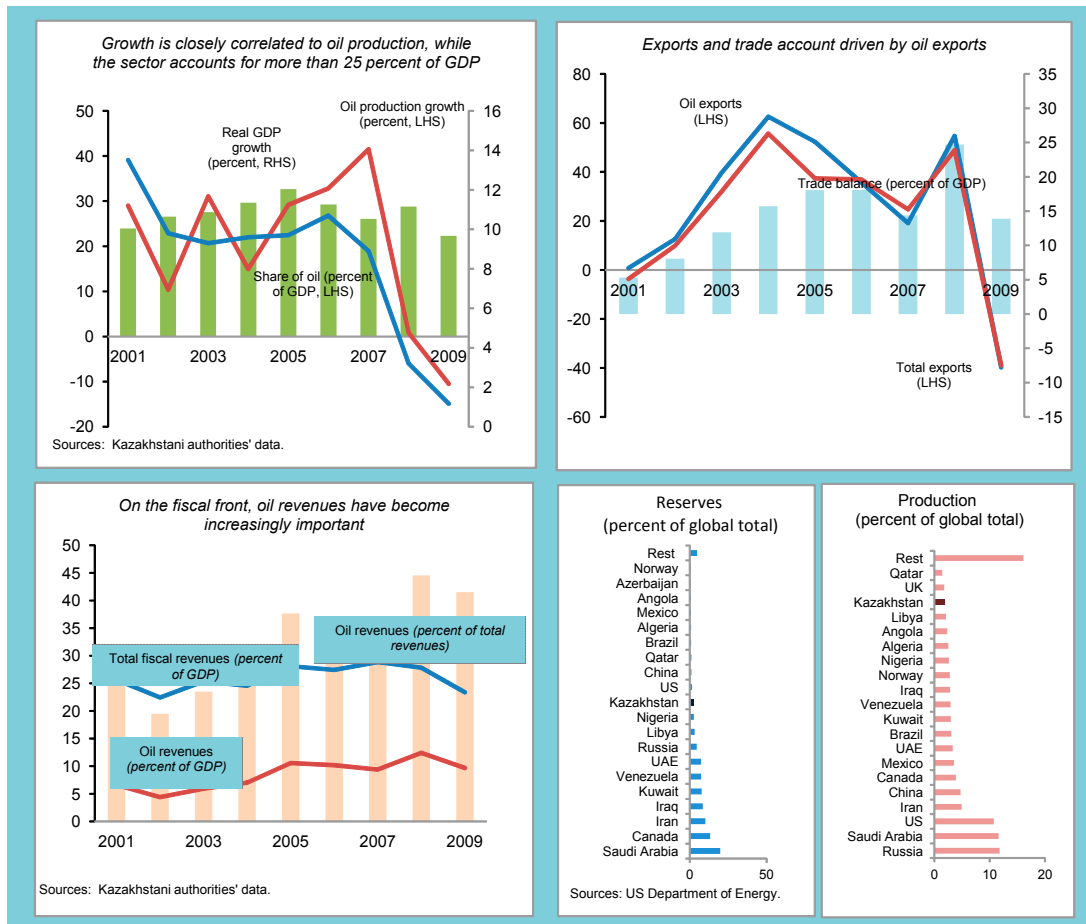 Growth is closely correlated to oil production, while
the sector accounts for more than 25 percent of GDP
50
40
30
20
10
0
-10
-20
16
14
12
10
8
6
4
2
0
2001 2003 2005 2007 2009
Oil production growth
(percent, LHS)
Real GDP
growth
(percent, RHS)
Share of oil (percent
of GDP, LHS)
Sources: Kazakhstani authorities' data.
Exports and trade account driven by oil exports
80
60
40
20
0
-20
-40
-60
35
30
25
20
15
10
5
0
-5
-10
-15
2001 2003 2005 2007 2009
Oil exports
(LHS)
Trade balance (percent of GDP)
Total exports
(LHS)
On the fiscal front, oil revenues have become
increasingly important
50
45
40
35
30
25
20
15
10
5
0
2001 2003 2005 2007 2009
Oil revenues (percent of total
revenues)
Total fiscal revenues (percent
of GDP)
Oil revenues
(percent of GDP)
Sources: Kazakhstani authorities' data.
Reserves
(percent of global total)
Rest
Norway
Azerbaijan
Angola
Mexico
Algeria
Brazil
Qatar
China
US
Kazakhstan
Nigeria
Libya
Russia
UAE
Venezuela
Kuwait
Iraq
Iran
Canada
Saudi Arabia
0 50
Sources: US Department of Energy.
Production
(percent of global total)
Rest
Qatar
UK
Kazakhstan
Libya
Angola
Algeria
Nigeria
Norway
Iraq
Venezuela
Kuwait
Brazil
UAE
Mexico
Canada
China
Iran
US
Saudi Arabia
Russia
0 10 20